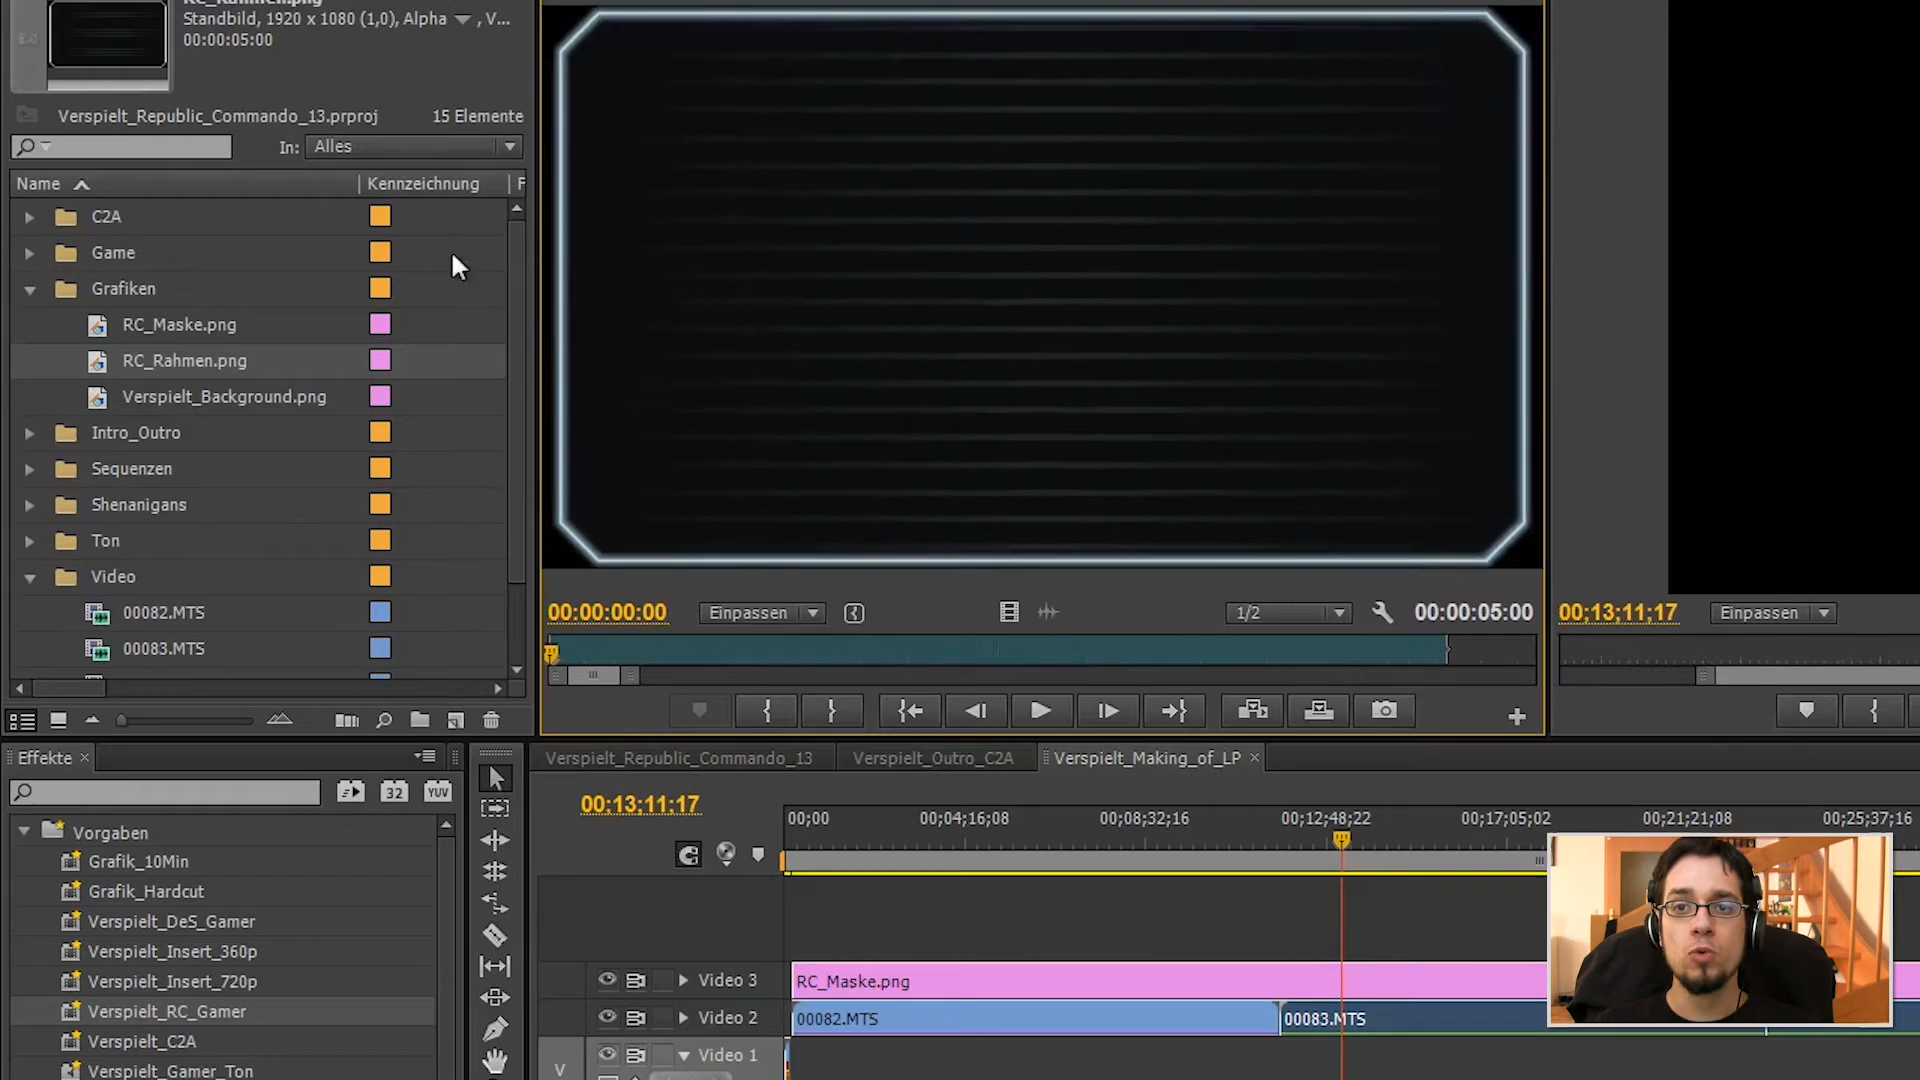 RC_Rahmen.png
Standbild, 1920 x 1080 (1,0), Alpha , V...
00:00:05:00
Verspielt_Republic_Commando_13.prproj 15 Elemente
In: Alles
Name Kennzeichnung F
C2A
Game
Grafiken
RC_Maske.png
RC_Rahmen.png
Verspielt_Background.png
Intro_Outro
Sequenzen
Shenanigans
Ton
Video
00082.MTS
00083.MTS
00:00:00:00 Einpassen 1/2 00:00:05:00
00;13;11;17 Einpassen
Effekte
32 YUV
Vorgaben
Grafik_10Min
Grafik_Hardcut
Verspielt_DeS_Gamer
Verspielt_Insert_360p
Verspielt_Insert_720p
Verspielt_RC_Gamer
Verspielt_C2A
Verspielt_Gamer_Ton
Verspielt_Republic_Commando_13 Verspielt_Outro_C2A Verspielt_Making_of_LP
00;13;11;17
00;00 00;04;16;08 00;08;32;16 00;12;48;22 00;17;05;02 00;21;21;08 00;25;37;16
Video 3 RC_Maske.png
Video 2 00082.MTS 00083.MTS
V Video 1